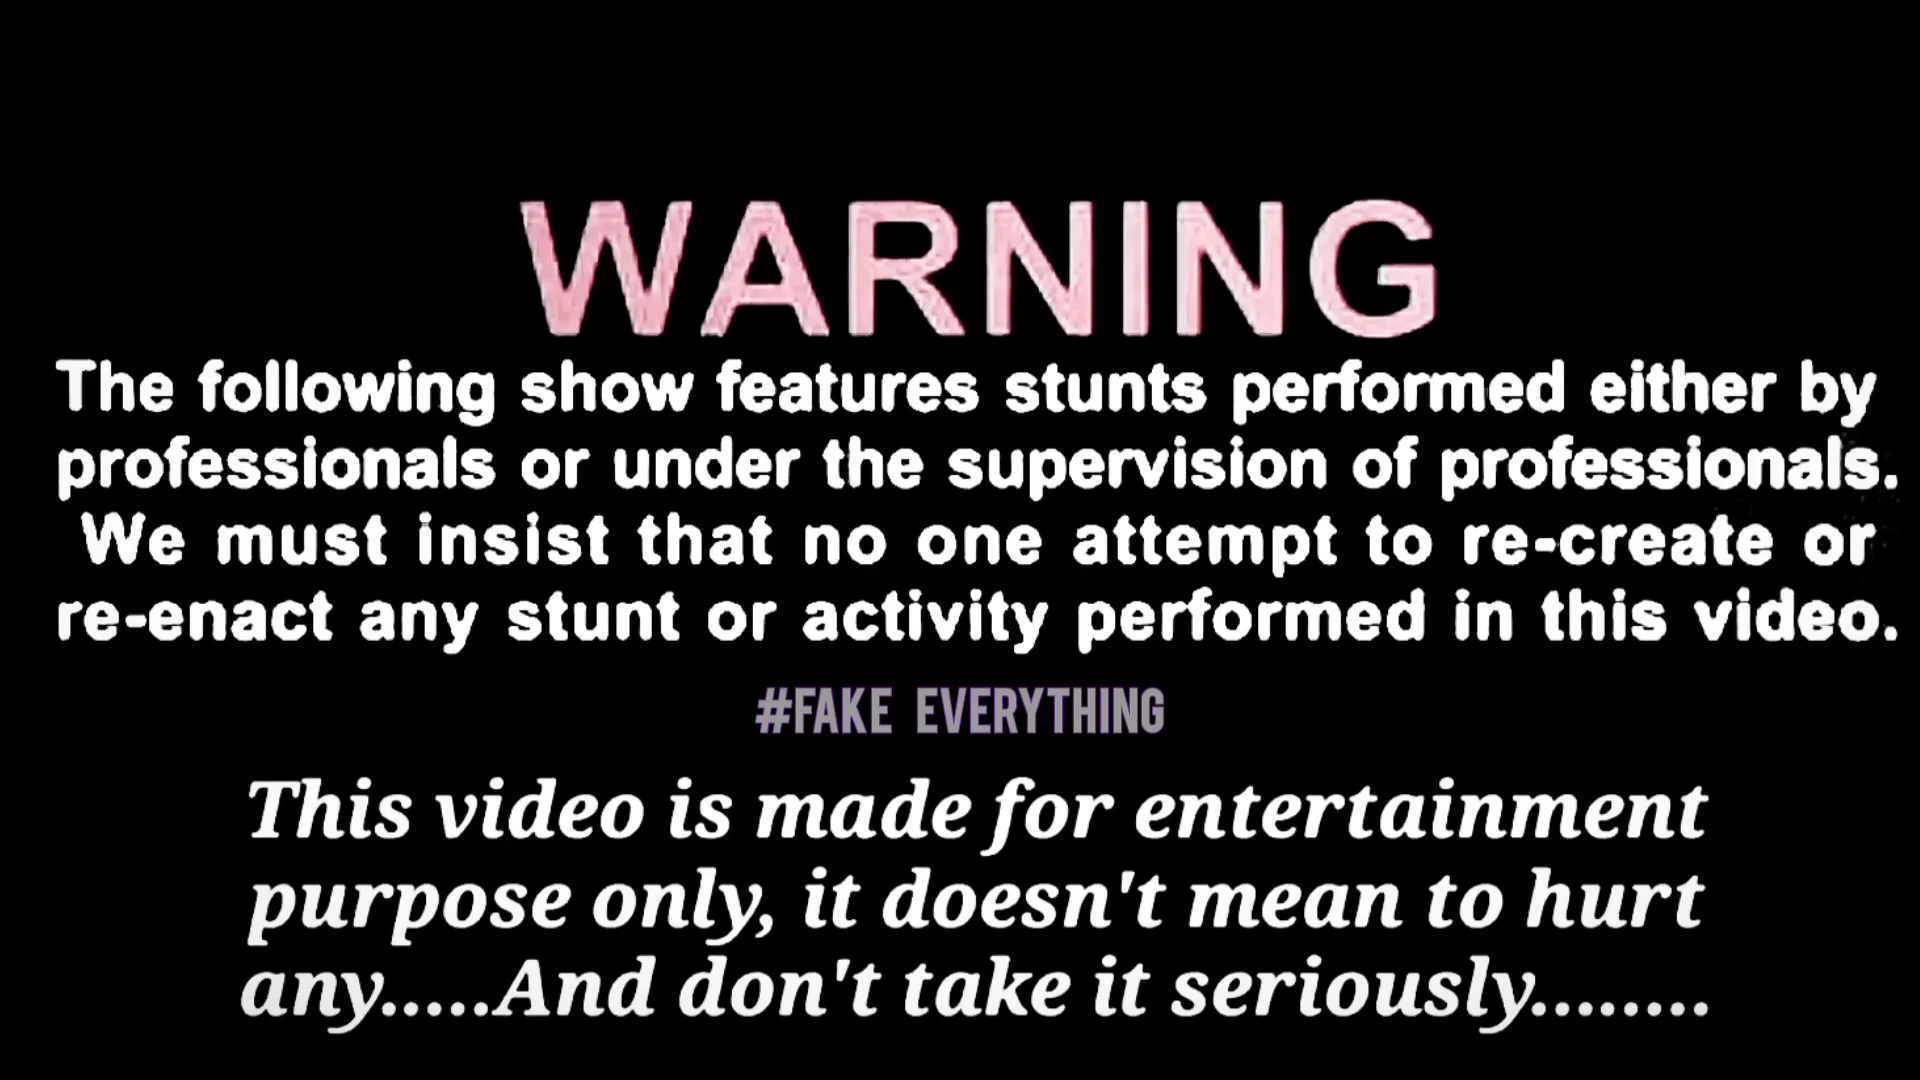 WARNING
The following show features stunts performed either by
professionals or under the supervision of professionals.
We must insist that no one attempt to re-create or
re-enact any stunt or activity performed in this video.
#FAKE EVERYTHING
This video is made for entertainment
purpose only, it doesn't mean to hurt
any.....And don't take it seriously........